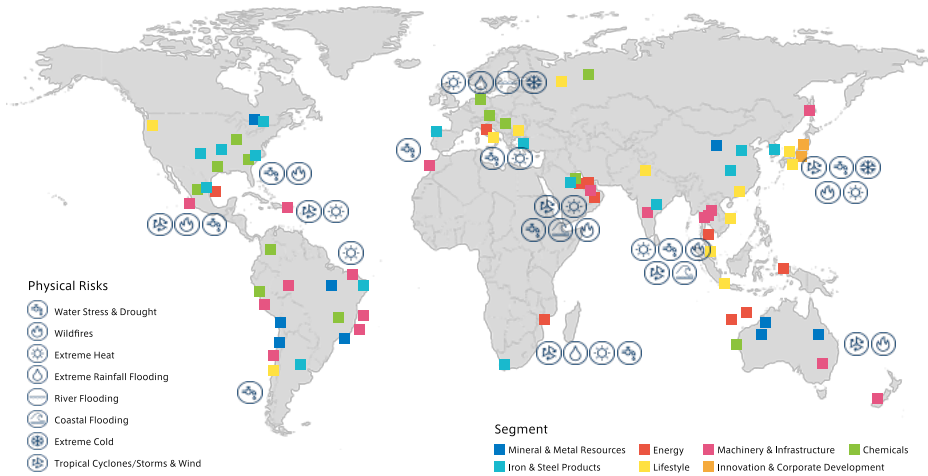 Physical Risks
Water Stress & Drought
Wildfires
Extreme Heat
Extreme Rainfall Flooding
River Flooding
Coastal Flooding
Extreme Cold
Tropical Cyclones/Storms & Wind
Segment
Mineral & Metal Resources Energy Machinery & Infrastructure Chemicals
Iron & Steel Products Lifestyle Innovation & Corporate Development